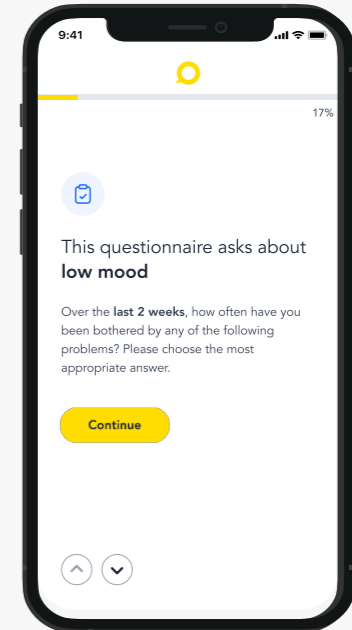 9:41
17%
This questionnaire asks about
low mood
Over the last 2 weeks, how often have you
been bothered by any of the following
problems? Please choose the most
appropriate answer.
Continue